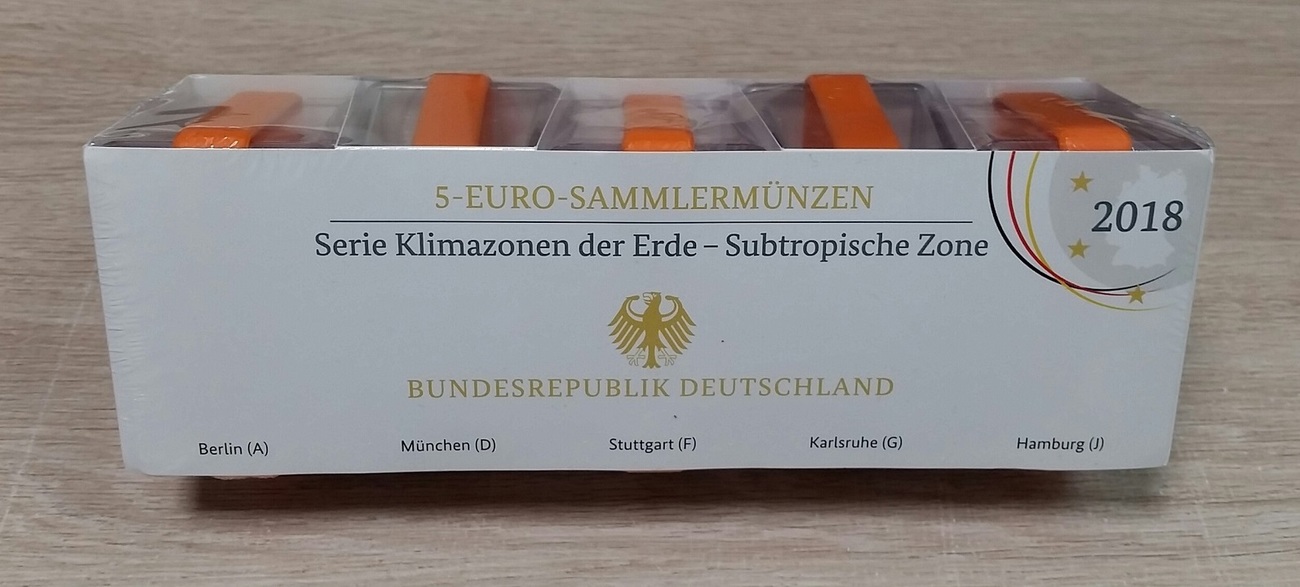 5-EURO-SAMMLERMÜNZEN
Serie Klimazonen der Erde – Subtropische Zone
2018
BUNDESREPUBLIK DEUTSCHLAND
Berlin (A) München (D) Stuttgart (F) Karlsruhe (G) Hamburg (J)